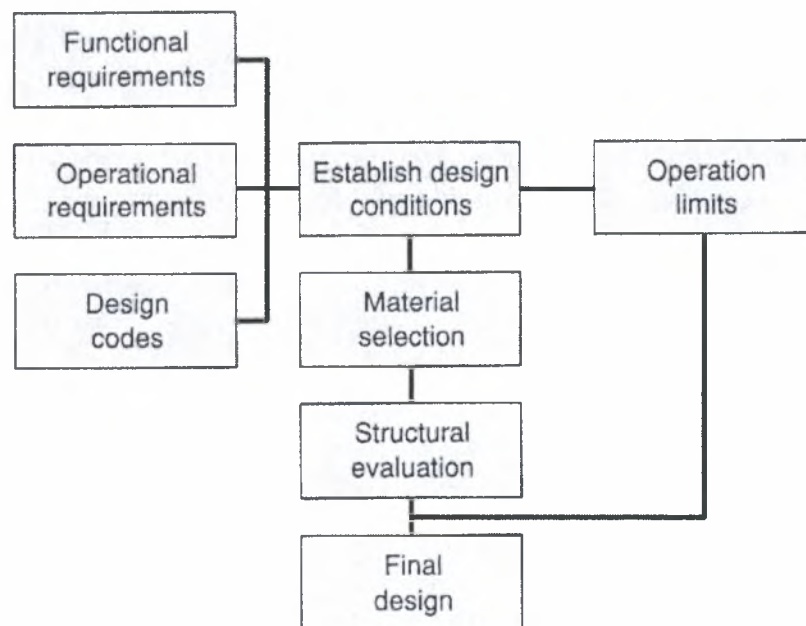 Functional
requirements
Operational
requirements
Design
codes
Establish design
conditions
Material
selection
Structural
evaluation
Final
design
Operation
limits